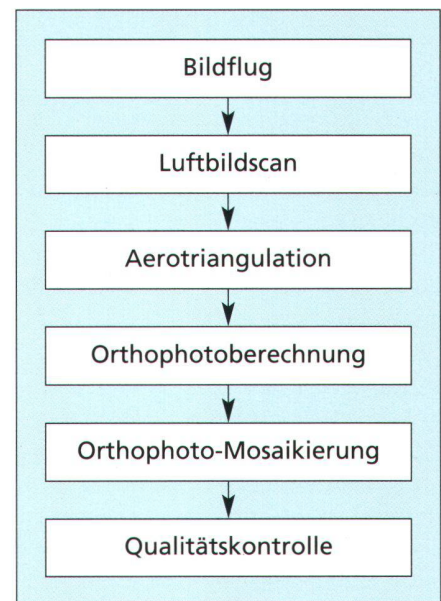 Bildflug
Luftbildscan
Aerotriangulation
Orthophotoberechnung
Orthophoto-Mosaikierung
Qualitätskontrolle